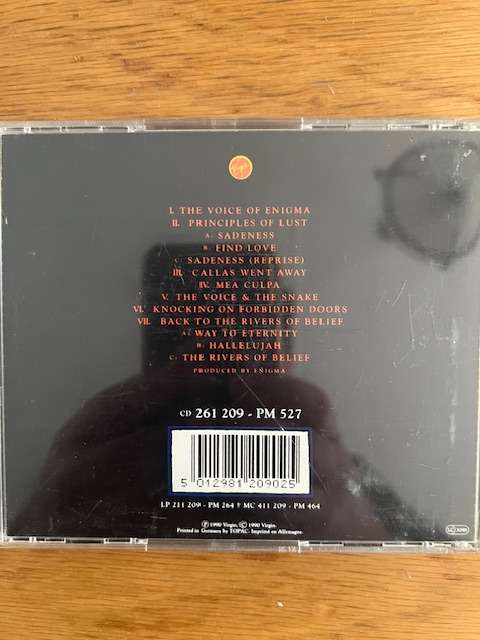 Virgin
I. THE VOICE OF ENIGMA
II. PRINCIPLES OF LUST
A· SADENESS
B· FIND LOVE
C· SADENESS (REPRISE)
III. CALLAS WENT AWAY
IV. MEA CULPA
V. THE VOICE & THE SNAKE
VI. KNOCKING ON FORBIDDEN DOORS
VII. BACK TO THE RIVERS OF BELIEF
A· WAY TO ETERNITY
B· HALLELUJAH
C· THE RIVERS OF BELIEF
PRODUCED BY ENIGMA
CD 261 209 - PM 527
5 012981 209025
LP 211 209 - PM 264 F MC 411 209 - PM 464
℗ 1990 Virgin. © 1990 Virgin.
Printed in Germany by TOPAC. Imprimé en Allemagne.